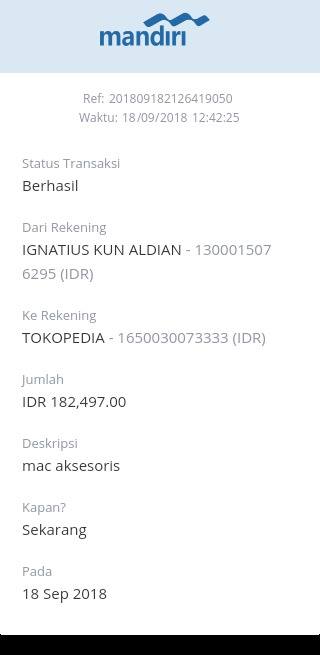 mandiri
Ref: 201809182126419050
Waktu: 18/09/2018 12:42:25
Status Transaksi
Berhasil
Dari Rekening
IGNATIUS KUN ALDIAN - 130001507
6295 (IDR)
Ke Rekening
TOKOPEDIA - 1650030073333 (IDR)
Jumlah
IDR 182,497.00
Deskripsi
mac aksesoris
Kapan?
Sekarang
Pada
18 Sep 2018